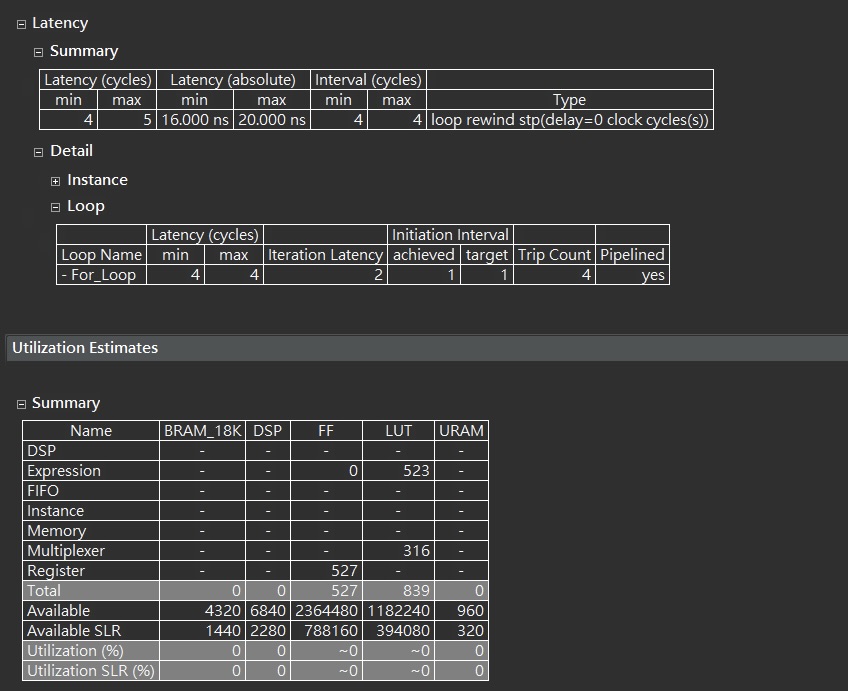 Latency
Summary
Latency (cycles) Latency (absolute) Interval (cycles)
min max min max min max Type
4 5 16.000 ns 20.000 ns 4 4 loop rewind stp(delay=0 clock cycles(s))
Detail
Instance
Loop
Latency (cycles) Initiation Interval
Loop Name min max Iteration Latency achieved target Trip Count Pipelined
- For_Loop 4 4 2 1 1 4 yes
Utilization Estimates
Summary
Name BRAM_18K DSP FF LUT URAM
DSP - - - - -
Expression - - 0 523 -
FIFO - - - - -
Instance - - - - -
Memory - - - - -
Multiplexer - - - 316 -
Register - - 527 - -
Total 0 0 527 839 0
Available 4320 6840 2364480 1182240 960
Available SLR 1440 2280 788160 394080 320
Utilization (%) 0 0 ~0 ~0 0
Utilization SLR (%) 0 0 ~0 ~0 0